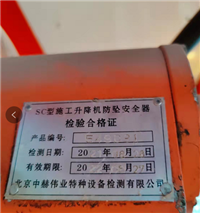 SC型施工升降机防坠安全器
检验合格证
产品编号:
检测日期: 20 年 月 日
有效期限: 20 年 月 日
北京中赫伟业特种设备检测有限公司